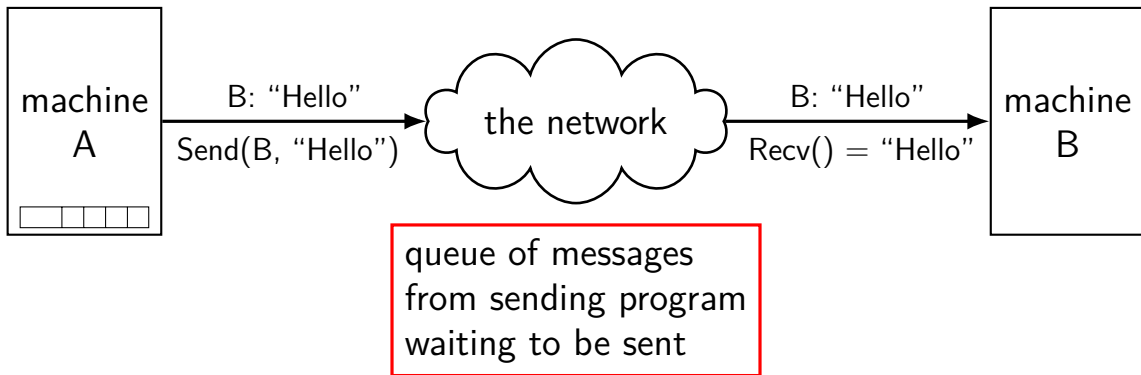 machine
A
B: “Hello”
Send(B, “Hello”)
the network
B: “Hello”
Recv() = “Hello”
machine
B
queue of messages
from sending program
waiting to be sent